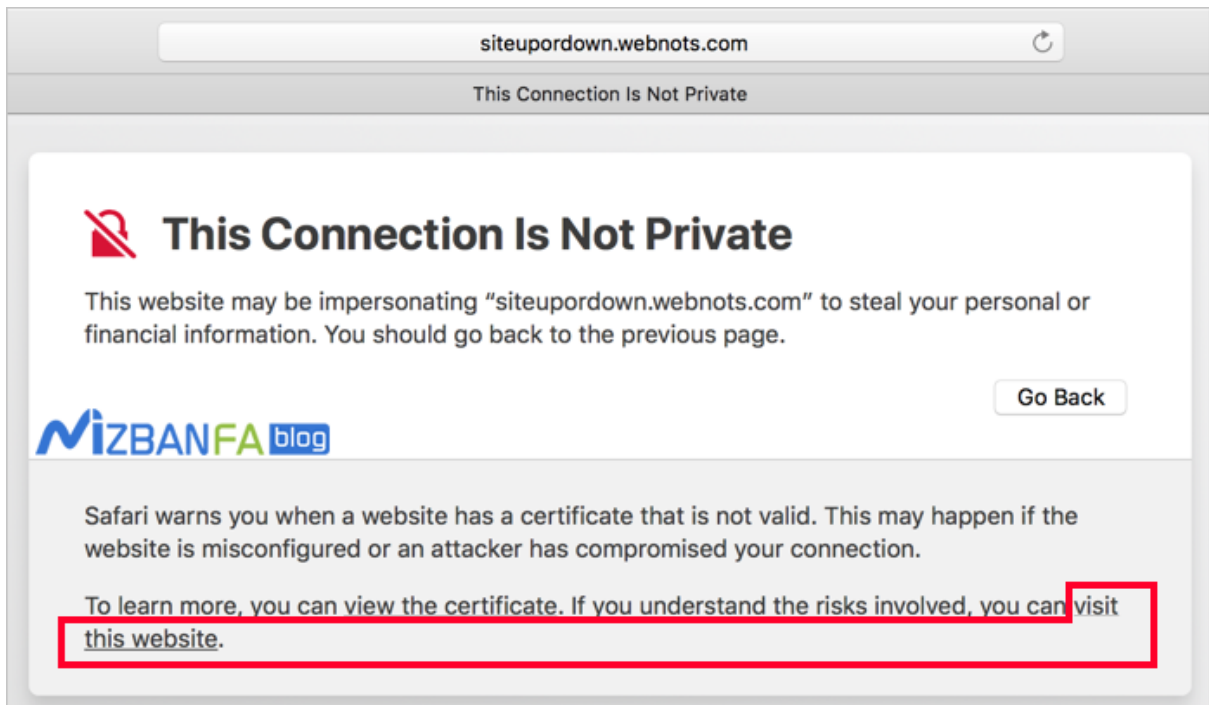 siteupordown.webnots.com
This Connection Is Not Private
This Connection Is Not Private
This website may be impersonating “siteupordown.webnots.com” to steal your personal or
financial information. You should go back to the previous page.
Go Back
MIZBANFA blog
Safari warns you when a website has a certificate that is not valid. This may happen if the
website is misconfigured or an attacker has compromised your connection.
To learn more, you can view the certificate. If you understand the risks involved, you can visit
this website.